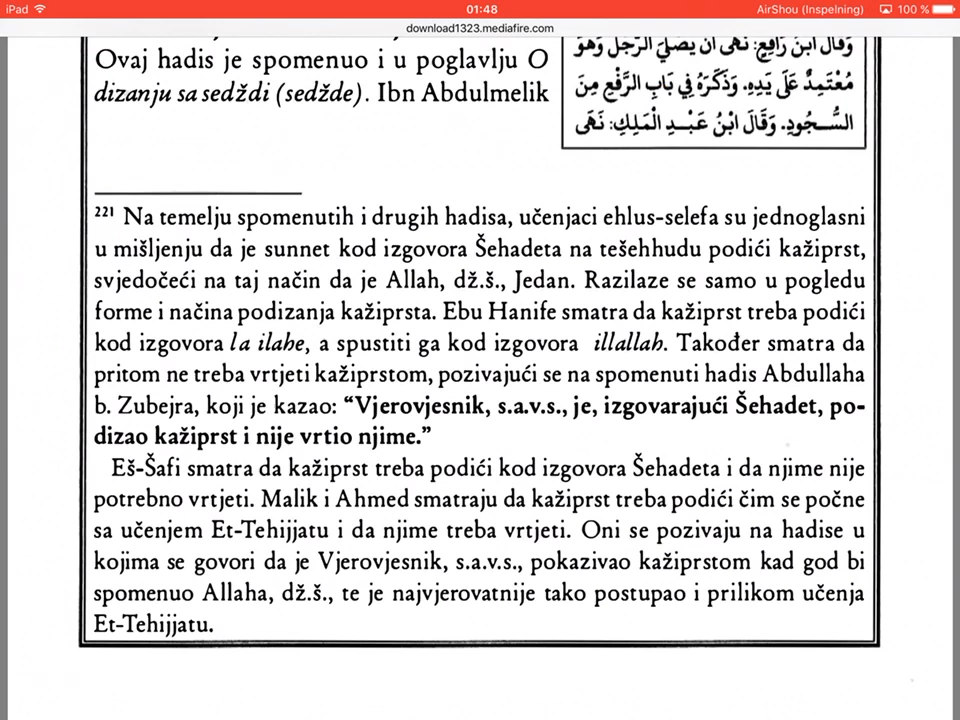 iPad 01:48 AirShou (Inspelning) 100 %
download1323.mediafire.com
Ovaj hadis je spomenuo i u poglavlju O
dizanju sa sedždi (sedžde). Ibn Abdulmelik
وَقَالَ ابْنُ رَافِعٍ: نَهَى أَنْ يُصَلِّيَ الرَّجُلُ وَهُوَ
مُعْتَمِدٌ عَلَى يَدِهِ. وَذَكَرَهُ فِي بَابِ الرَّفْعِ مِنَ
السُّجُودِ. وَقَالَ ابْنُ عَبْدِ الْمَلِكِ: نَهَى
221 Na temelju spomenutih i drugih hadisa, učenjaci ehlus-selefa su jednoglasni
u mišljenju da je sunnet kod izgovora Šehadeta na tešehhudu podići kažiprst,
svjedočeći na taj način da je Allah, dž.š., Jedan. Razilaze se samo u pogledu
forme i načina podizanja kažiprsta. Ebu Hanife smatra da kažiprst treba podići
kod izgovora la ilahe, a spustiti ga kod izgovora illallah. Također smatra da
pritom ne treba vrtjeti kažiprstom, pozivajući se na spomenuti hadis Abdullaha
b. Zubejra, koji je kazao: “Vjerovjesnik, s.a.v.s., je, izgovarajući Šehadet, po-
dizao kažiprst i nije vrtio njime.”
Eš-Šafi smatra da kažiprst treba podići kod izgovora Šehadeta i da njime nije
potrebno vrtjeti. Malik i Ahmed smatraju da kažiprst treba podići čim se počne
sa učenjem Et-Tehijjatu i da njime treba vrtjeti. Oni se pozivaju na hadise u
kojima se govori da je Vjerovjesnik, s.a.v.s., pokazivao kažiprstom kad god bi
spomenuo Allaha, dž.š., te je najvjerovatnije tako postupao i prilikom učenja
Et-Tehijjatu.